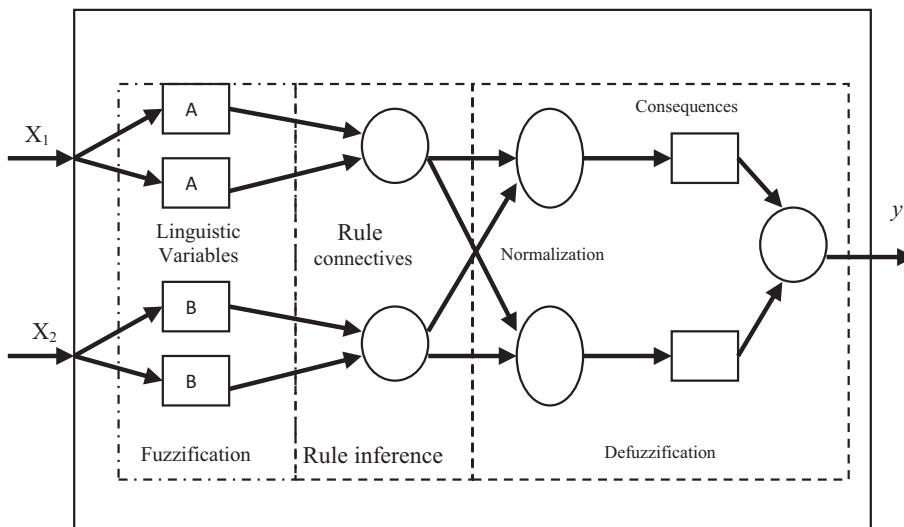 X1
A
A
Linguistic
Variables
Rule
connectives
Consequences
Normalization
y
X2
B
B
Fuzzification
Rule inference
Defuzzification